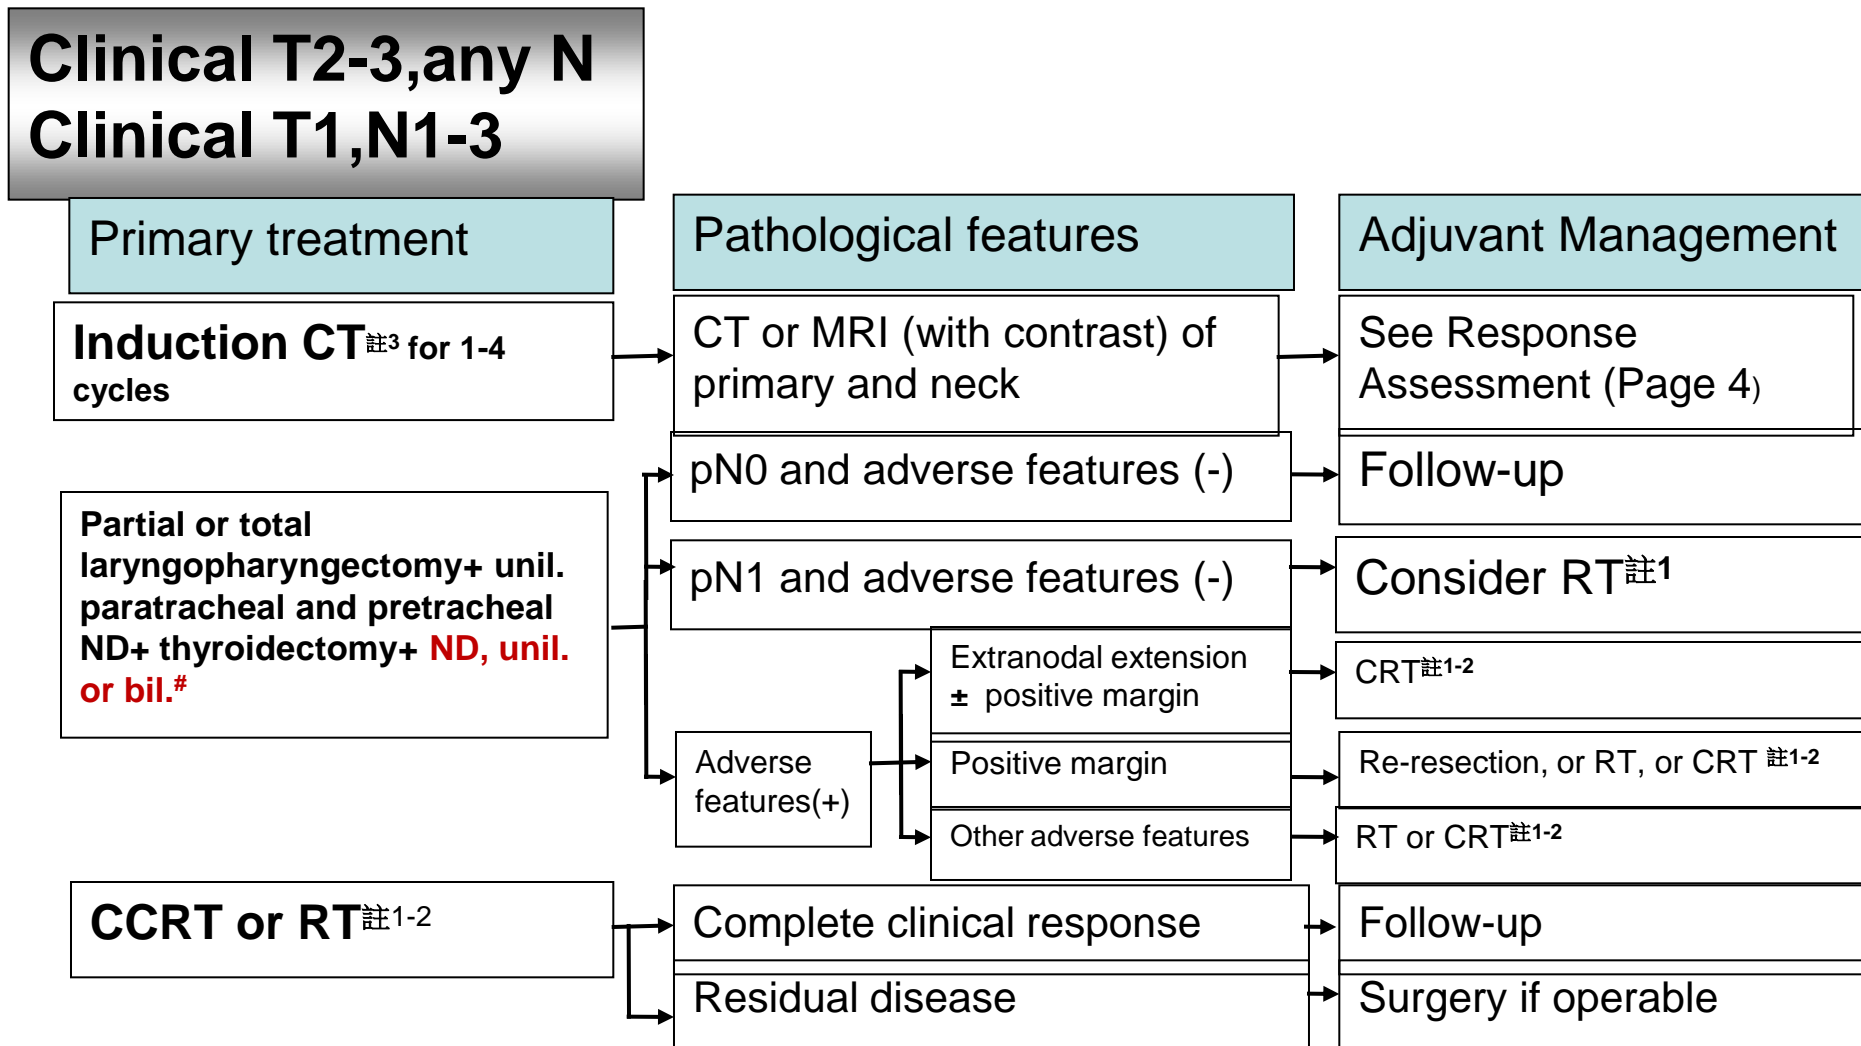 Clinical T2-3,any N
Clinical T1,N1-3
Primary treatment
Pathological features
Adjuvant Management
Induction CT註3 for 1-4
cycles
CT or MRI (with contrast) of
primary and neck
See Response
Assessment (Page 4)
Partial or total
laryngopharyngectomy+ unil.
paratracheal and pretracheal
ND+ thyroidectomy+ ND, unil.
or bil.#
pN0 and adverse features (-)
Follow-up
pN1 and adverse features (-)
Consider RT註1
Adverse
features(+)
Extranodal extension
± positive margin
CRT註1-2
Positive margin
Re-resection, or RT, or CRT 註1-2
Other adverse features
RT or CRT註1-2
CCRT or RT註1-2
Complete clinical response
Follow-up
Residual disease
Surgery if operable